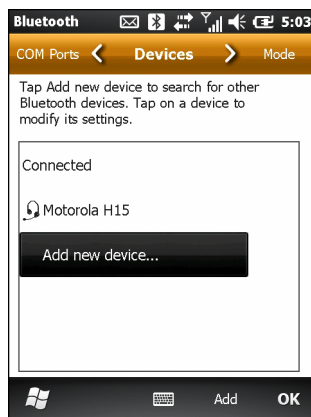 Bluetooth 5:03
COM Ports Devices Mode
Tap Add new device to search for other
Bluetooth devices. Tap on a device to
modify its settings.
Connected
Motorola H15
Add new device...
Add OK